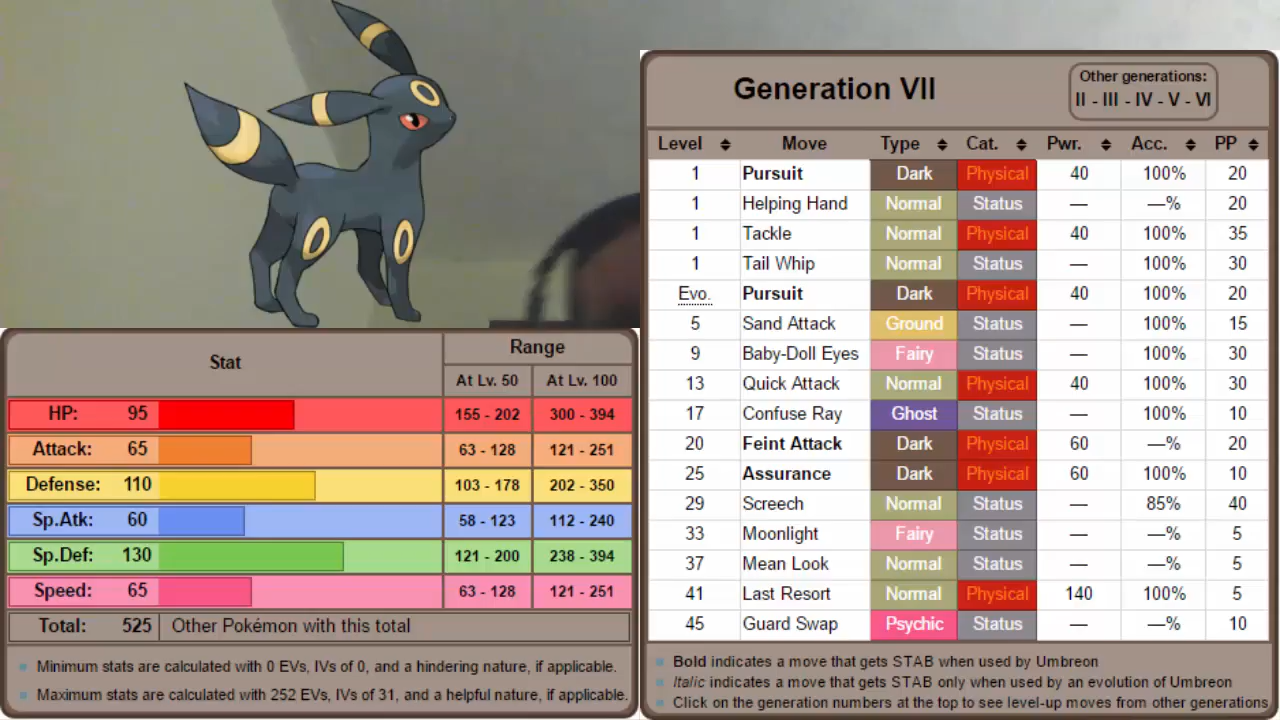 Generation VII
Other generations:
II - III - IV - V - VI
Level Move Type Cat. Pwr. Acc. PP
1 Pursuit Dark Physical 40 100% 20
1 Helping Hand Normal Status — —% 20
1 Tackle Normal Physical 40 100% 35
1 Tail Whip Normal Status — 100% 30
Evo. Pursuit Dark Physical 40 100% 20
5 Sand Attack Ground Status — 100% 15
9 Baby-Doll Eyes Fairy Status — 100% 30
13 Quick Attack Normal Physical 40 100% 30
17 Confuse Ray Ghost Status — 100% 10
20 Feint Attack Dark Physical 60 —% 20
25 Assurance Dark Physical 60 100% 10
29 Screech Normal Status — 85% 40
33 Moonlight Fairy Status — —% 5
37 Mean Look Normal Status — —% 5
41 Last Resort Normal Physical 140 100% 5
45 Guard Swap Psychic Status — —% 10
Bold indicates a move that gets STAB when used by Umbreon
Italic indicates a move that gets STAB only when used by an evolution of Umbreon
Click on the generation numbers at the top to see level-up moves from other generations
Stat Range
At Lv. 50 At Lv. 100
HP: 95 155 - 202 300 - 394
Attack: 65 63 - 128 121 - 251
Defense: 110 103 - 178 202 - 350
Sp.Atk: 60 58 - 123 112 - 240
Sp.Def: 130 121 - 200 238 - 394
Speed: 65 63 - 128 121 - 251
Total: 525 Other Pokémon with this total
Minimum stats are calculated with 0 EVs, IVs of 0, and a hindering nature, if applicable.
Maximum stats are calculated with 252 EVs, IVs of 31, and a helpful nature, if applicable.